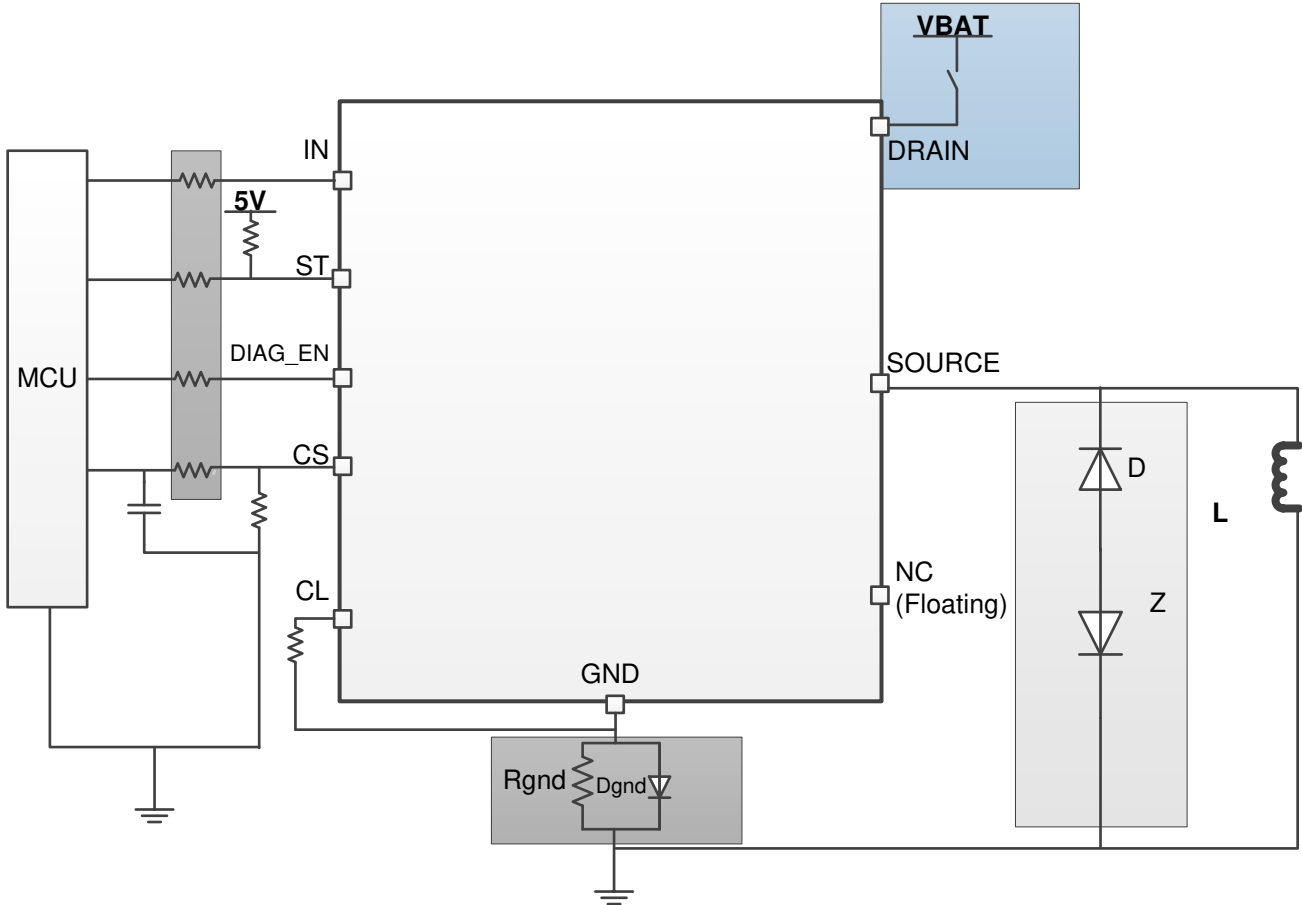 VBAT
DRAIN
IN
5V
ST
DIAG_EN
MCU
SOURCE
CS
D
L
CL
NC
(Floating)
Z
GND
Rgnd
Dgnd